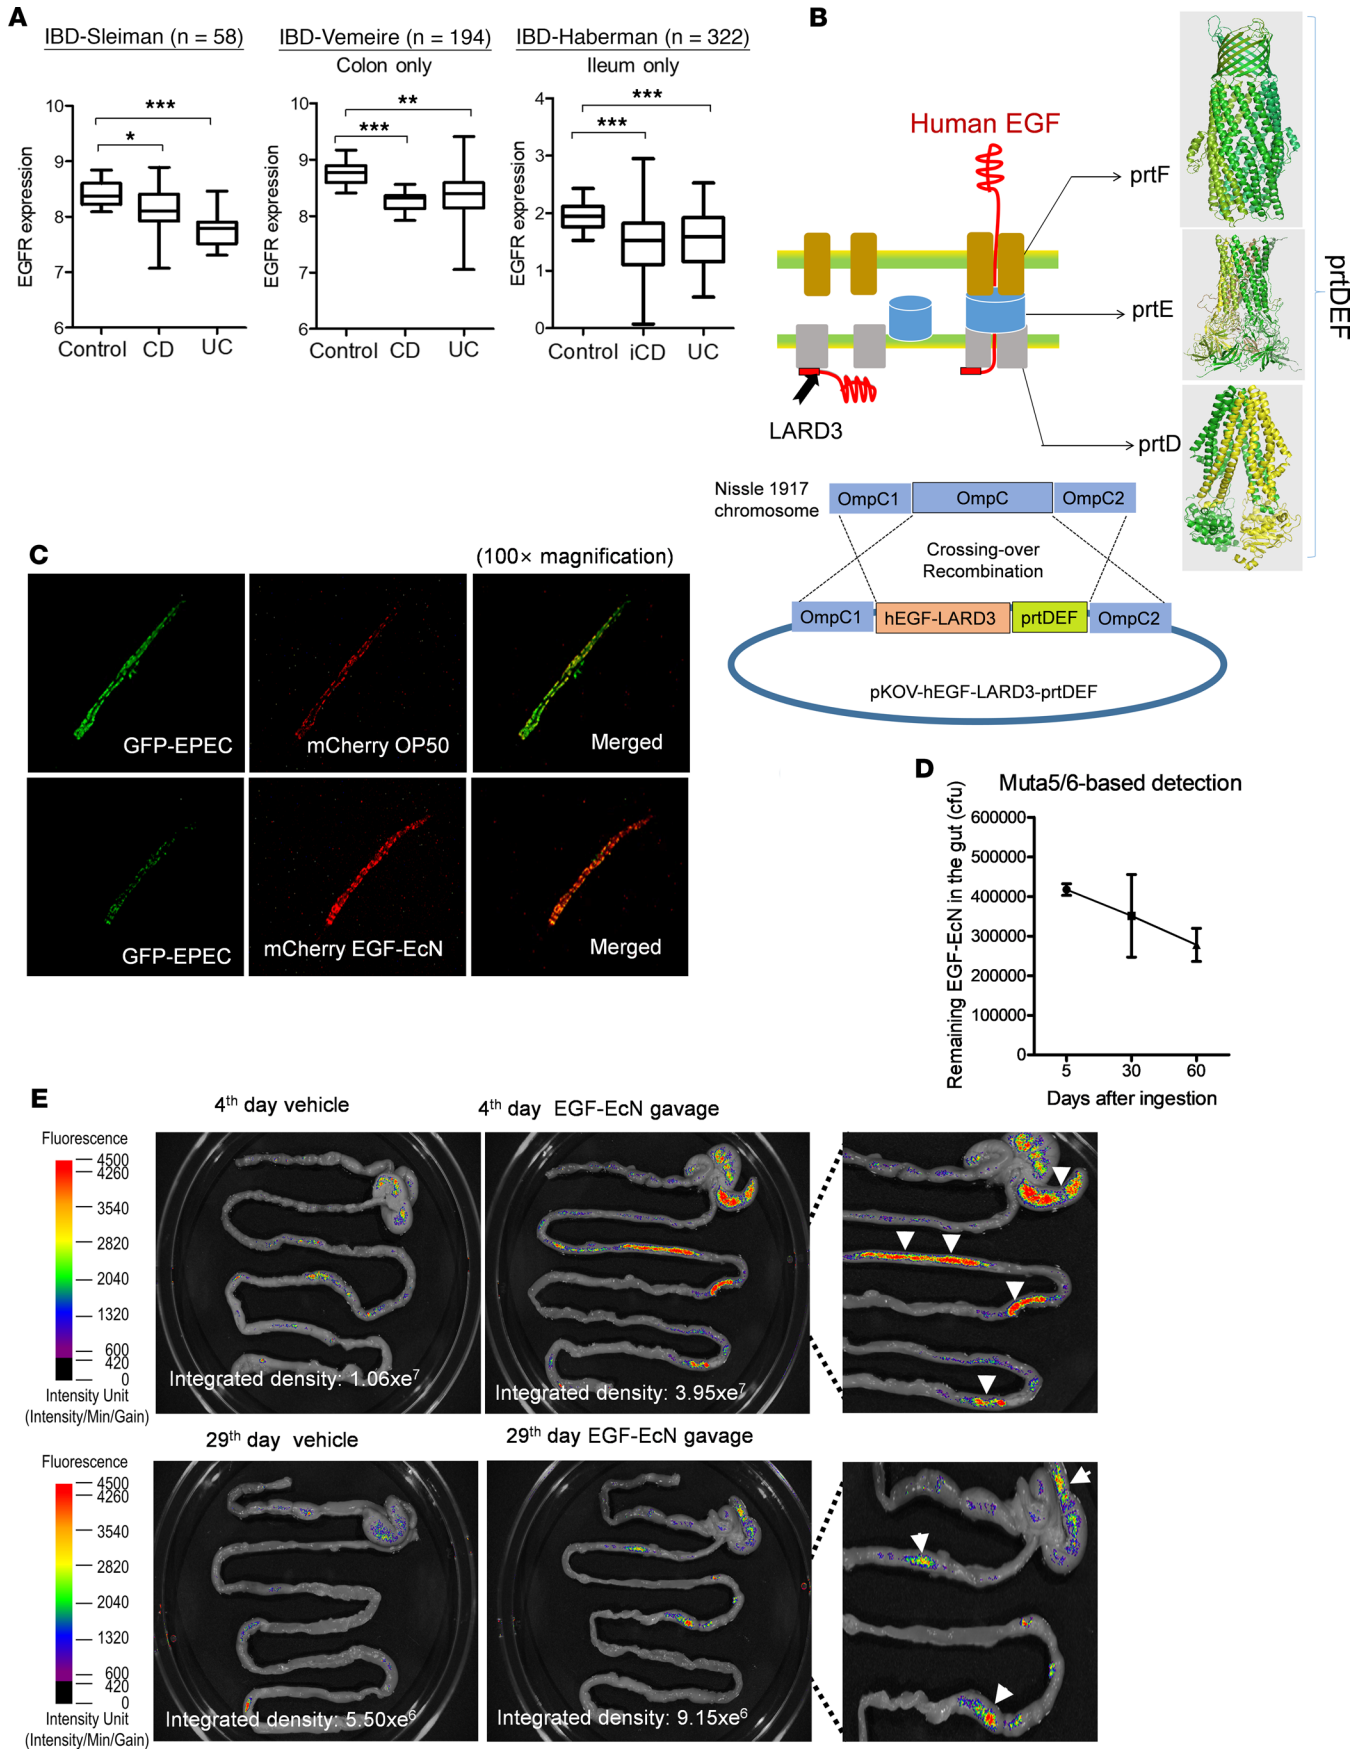 A
IBD-Sleiman (n = 58)
IBD-Vemeire (n = 194)
Colon only
IBD-Haberman (n = 322)
Ileum only
EGFR expression
10
9
8
7
6
***
*
Control CD UC
EGFR expression
10
9
8
7
6
**
***
Control CD UC
EGFR expression
4
3
2
1
0
***
***
Control iCD UC
B
Human EGF
prtF
prtE
prtD
prtDEF
LARD3
Nissle 1917
chromosome
OmpC1 OmpC OmpC2
Crossing-over
Recombination
OmpC1 hEGF-LARD3 prtDEF OmpC2
pKOV-hEGF-LARD3-prtDEF
C
(100× magnification)
GFP-EPEC
mCherry OP50
Merged
GFP-EPEC
mCherry EGF-EcN
Merged
D
Muta5/6-based detection
Remaining EGF-EcN in the gut (cfu)
600000
500000
400000
300000
200000
100000
0
5 30 60
Days after ingestion
E
4th day vehicle
4th day EGF-EcN gavage
Fluorescence
4500
4260
3540
2820
2040
1320
600
420
0
Intensity Unit
(Intensity/Min/Gain)
Integrated density: 1.06xe7
Integrated density: 3.95xe7
29th day vehicle
29th day EGF-EcN gavage
Fluorescence
4500
4260
3540
2820
2040
1320
600
420
0
Intensity Unit
(Intensity/Min/Gain)
Integrated density: 5.50xe6
Integrated density: 9.15xe6